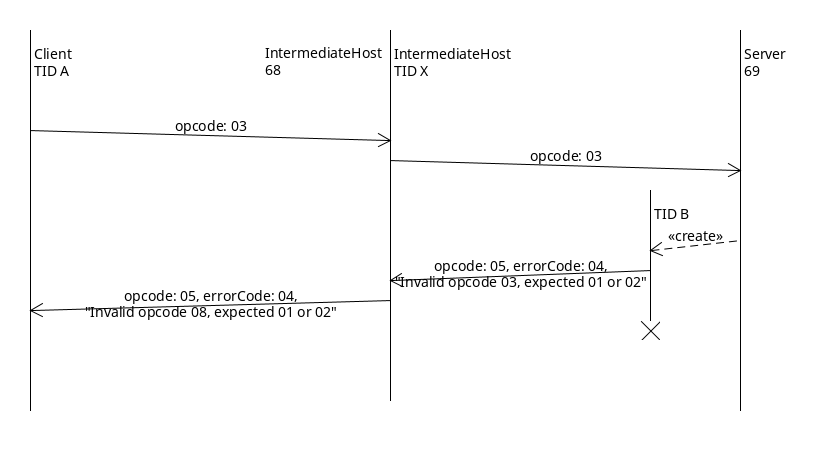 Client
TID A
IntermediateHost
68
IntermediateHost
TID X
Server
69
opcode: 03
opcode: 03
TID B
«create»
opcode: 05, errorCode: 04,
"Invalid opcode 03, expected 01 or 02"
opcode: 05, errorCode: 04,
"Invalid opcode 08, expected 01 or 02"